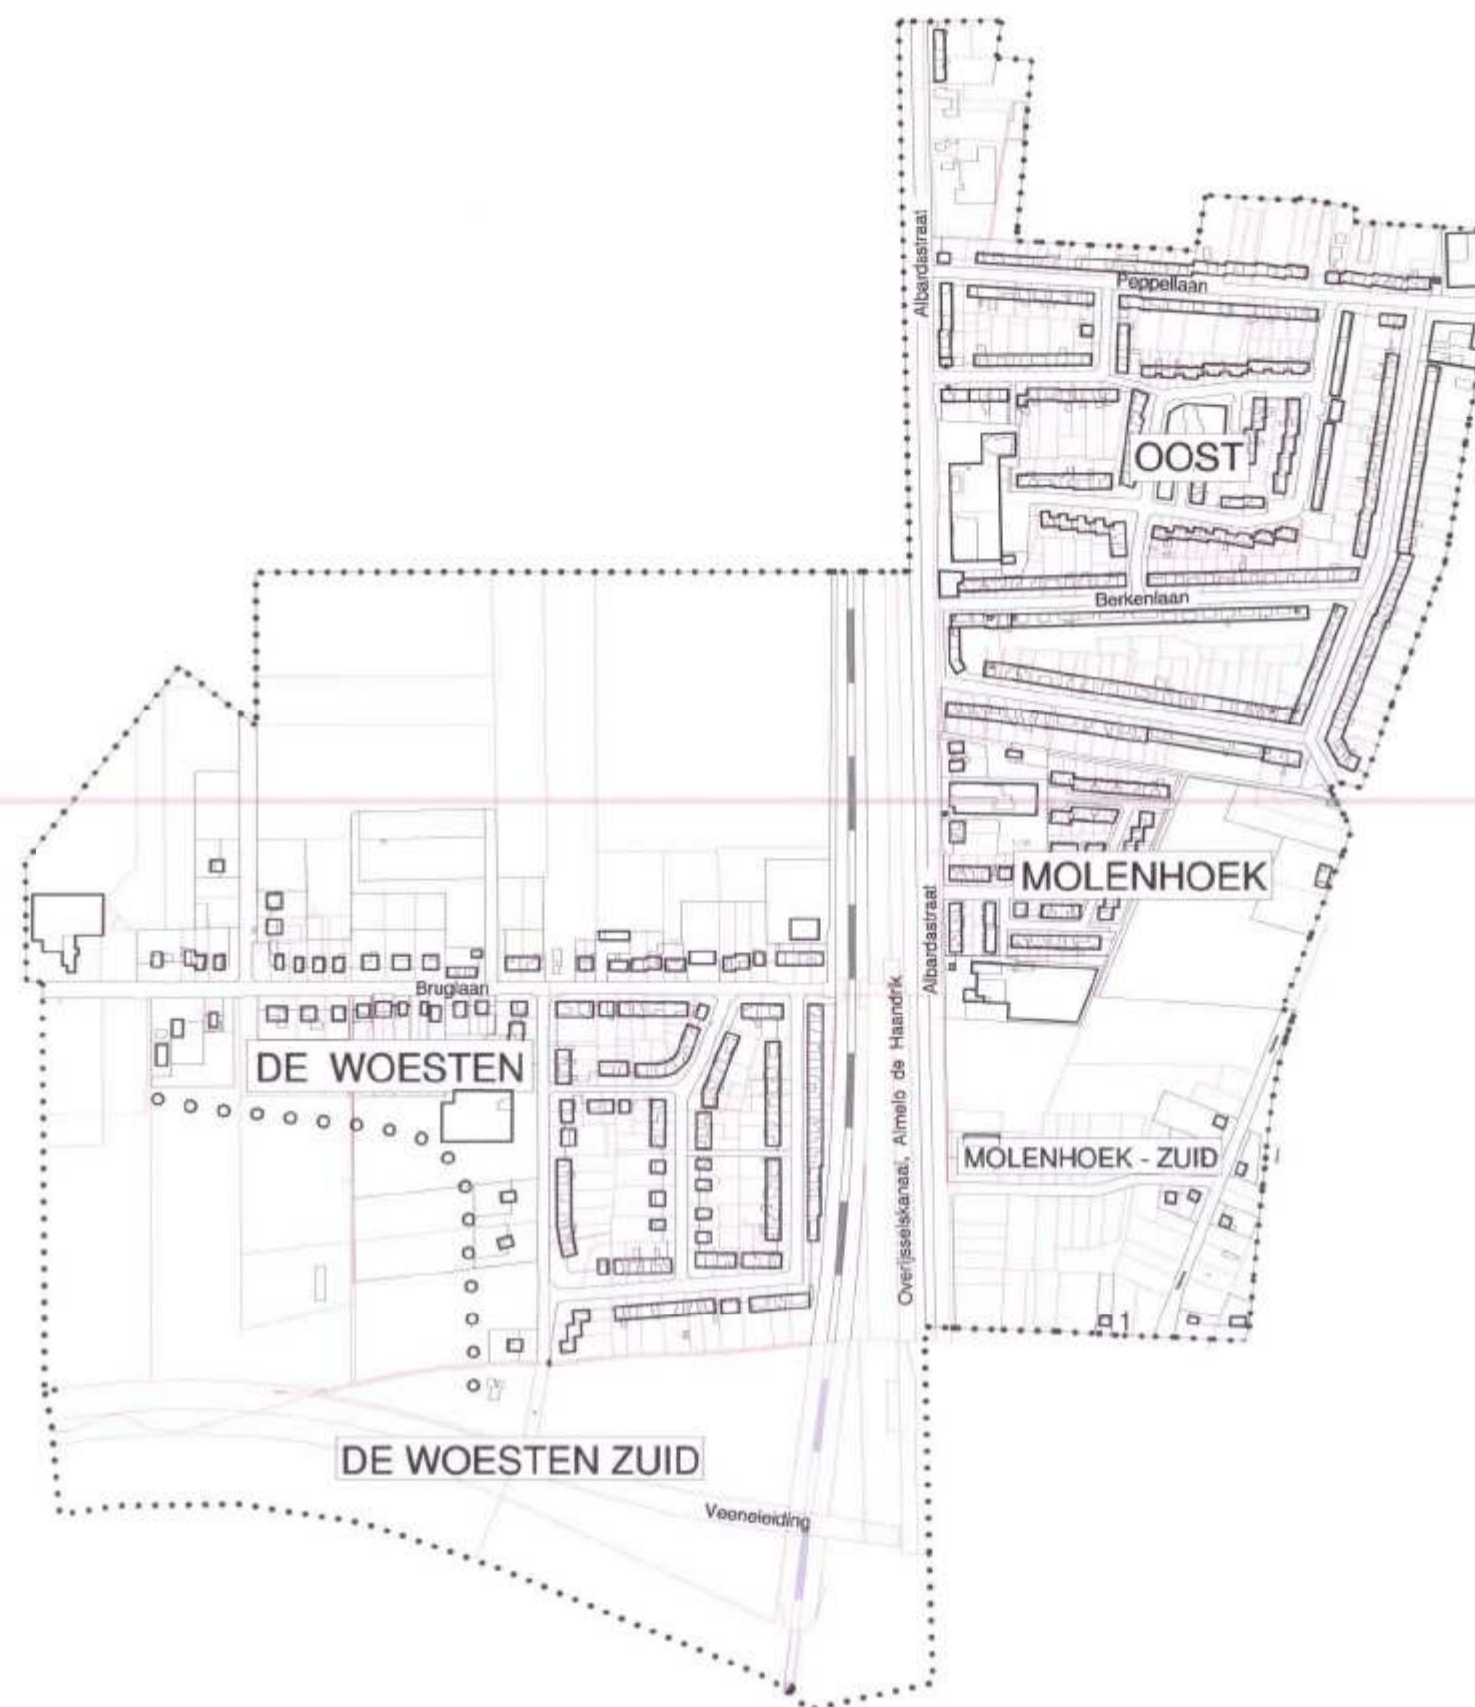 Albardastraat
Peppellaan
OOST
Berkenlaan
MOLENHOEK
Albardastraat
Bruglaan
DE WOESTEN
Overijsselskanaal, Almelo de Haandrik
MOLENHOEK - ZUID
1
DE WOESTEN ZUID
Veeneleiding